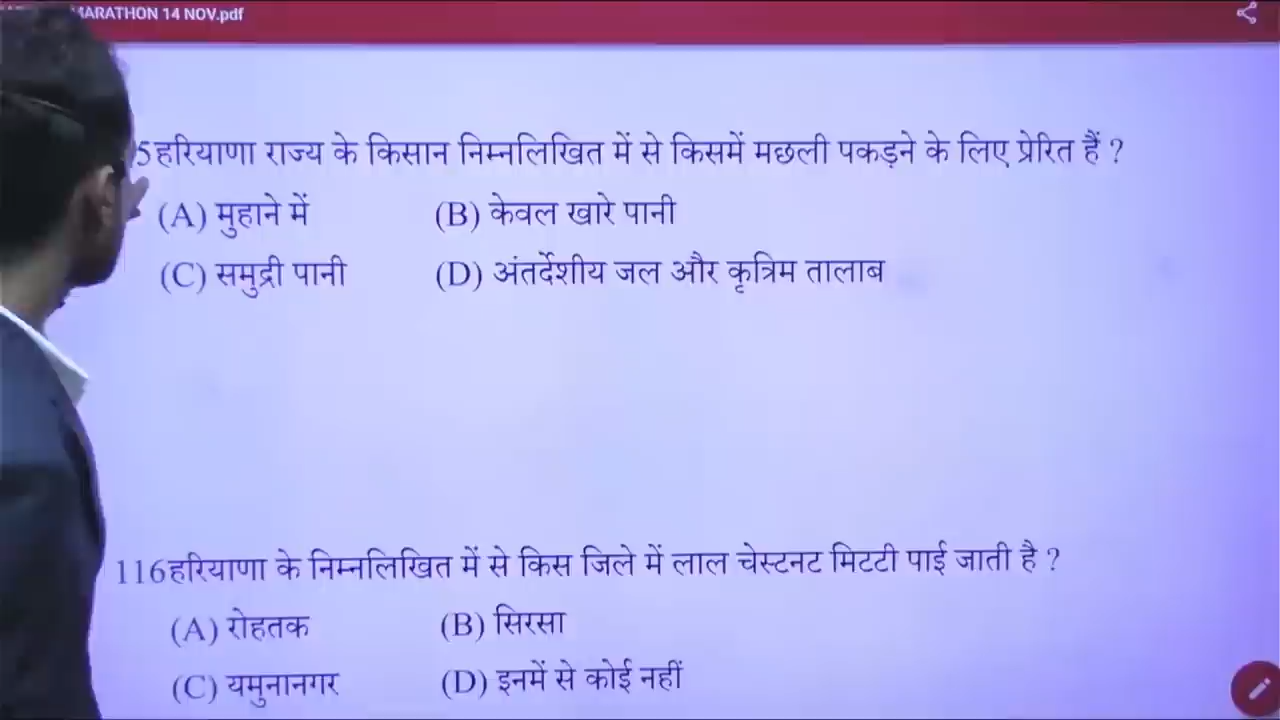 MARATHON 14 NOV.pdf
5हरियाणा राज्य के किसान निम्नलिखित में से किसमें मछली पकड़ने के लिए प्रेरित हैं ?
(A) मुहाने में (B) केवल खारे पानी
(C) समुद्री पानी (D) अंतर्देशीय जल और कृत्रिम तालाब
116हरियाणा के निम्नलिखित में से किस जिले में लाल चेस्टनट मिटटी पाई जाती है ?
(A) रोहतक (B) सिरसा
(C) यमुनानगर (D) इनमें से कोई नहीं